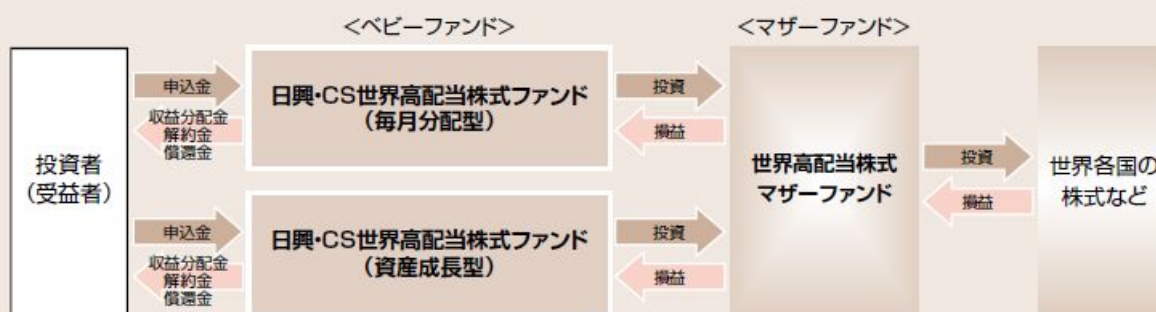 <ベビーファンド>
<マザーファンド>
投資者
(受益者)
申込金
収益分配金
解約金
償還金
日興・CS世界高配当株式ファンド
(毎月分配型)
投資
損益
申込金
収益分配金
解約金
償還金
日興・CS世界高配当株式ファンド
(資産成長型)
投資
損益
世界高配当株式
マザーファンド
投資
損益
世界各国の
株式など